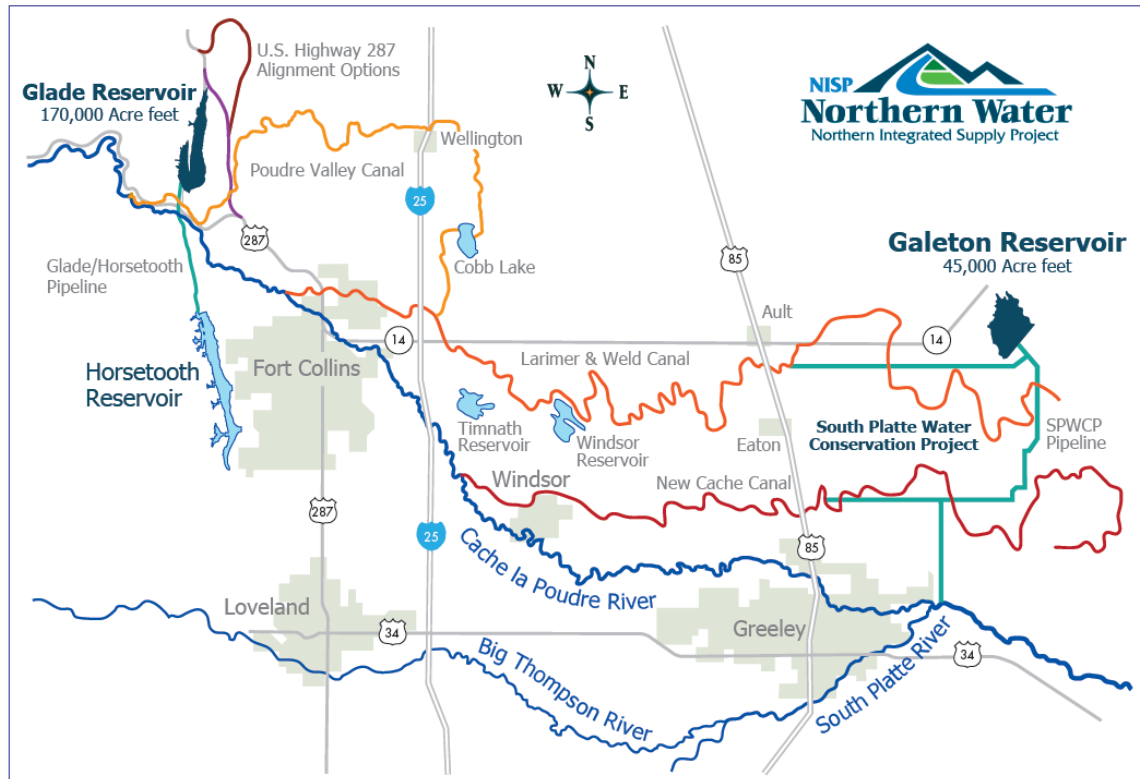 U.S. Highway 287
Alignment Options
Glade Reservoir
170,000 Acre feet
N
W
E
S
NISP
Northern Water
Northern Integrated Supply Project
Wellington
Poudre Valley Canal
25
287
Cobb Lake
85
Galeton Reservoir
45,000 Acre feet
Glade/Horsetooth
Pipeline
Ault
14
14
Larimer & Weld Canal
Fort Collins
Horsetooth
Reservoir
Timnath
Reservoir
Windsor
Reservoir
Eaton
South Platte Water
Conservation Project
SPWCP
Pipeline
Windsor
New Cache Canal
287
25
85
Cache la Poudre River
Loveland
34
Greeley
Big Thompson River
South Platte River
34